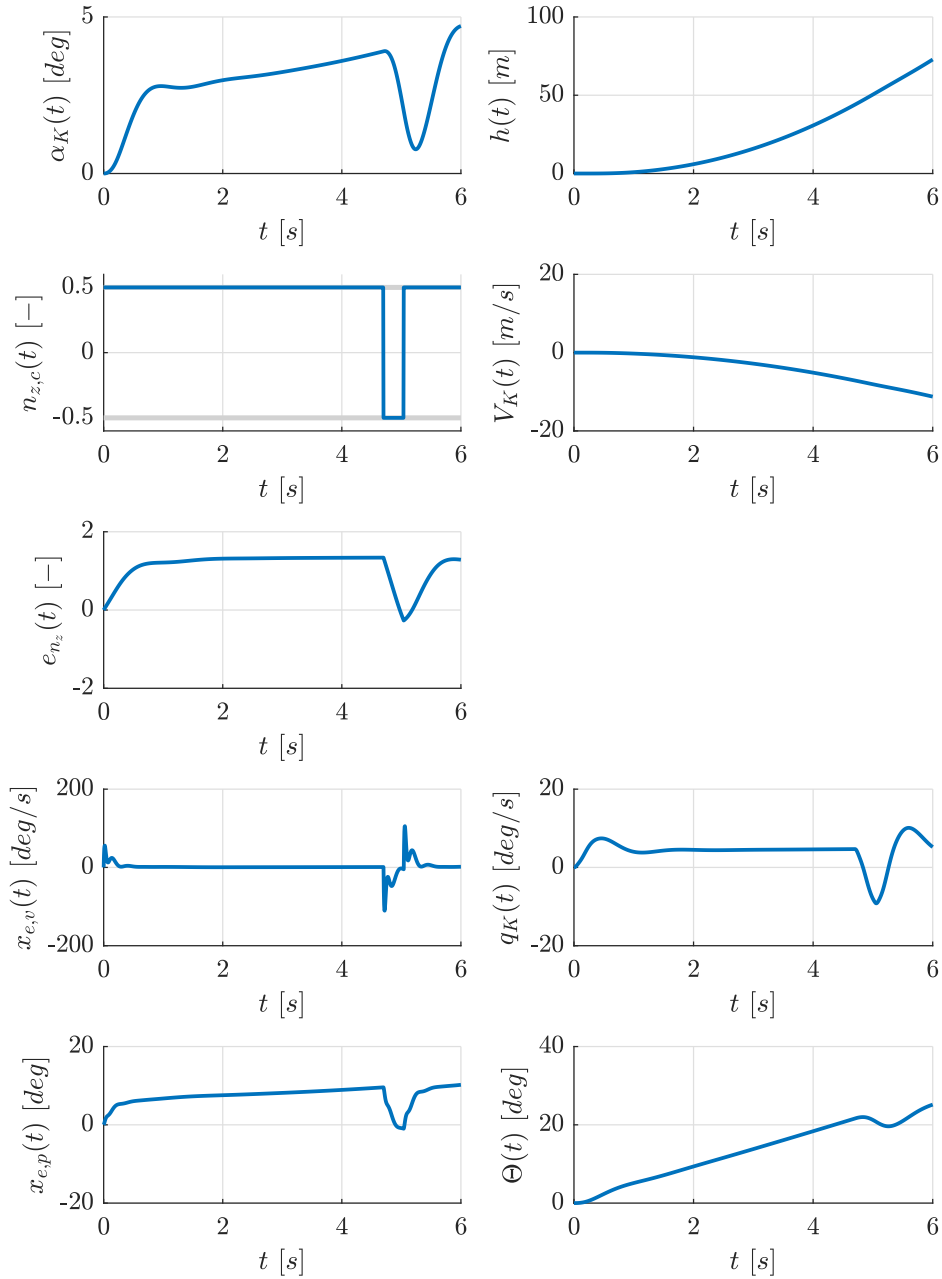 5
0
α_K(t) [deg]
0 2 4 6
t [s]
100
50
0
h(t) [m]
0 2 4 6
t [s]
0.5
0
-0.5
n_{z,c}(t) [−]
0 2 4 6
t [s]
20
0
-20
V_K(t) [m/s]
0 2 4 6
t [s]
2
0
-2
e_{n_z}(t) [−]
0 2 4 6
t [s]
200
0
-200
x_{e,v}(t) [deg/s]
0 2 4 6
t [s]
20
0
-20
q_K(t) [deg/s]
0 2 4 6
t [s]
20
0
-20
x_{e,p}(t) [deg]
0 2 4 6
t [s]
40
20
0
Θ(t) [deg]
0 2 4 6
t [s]